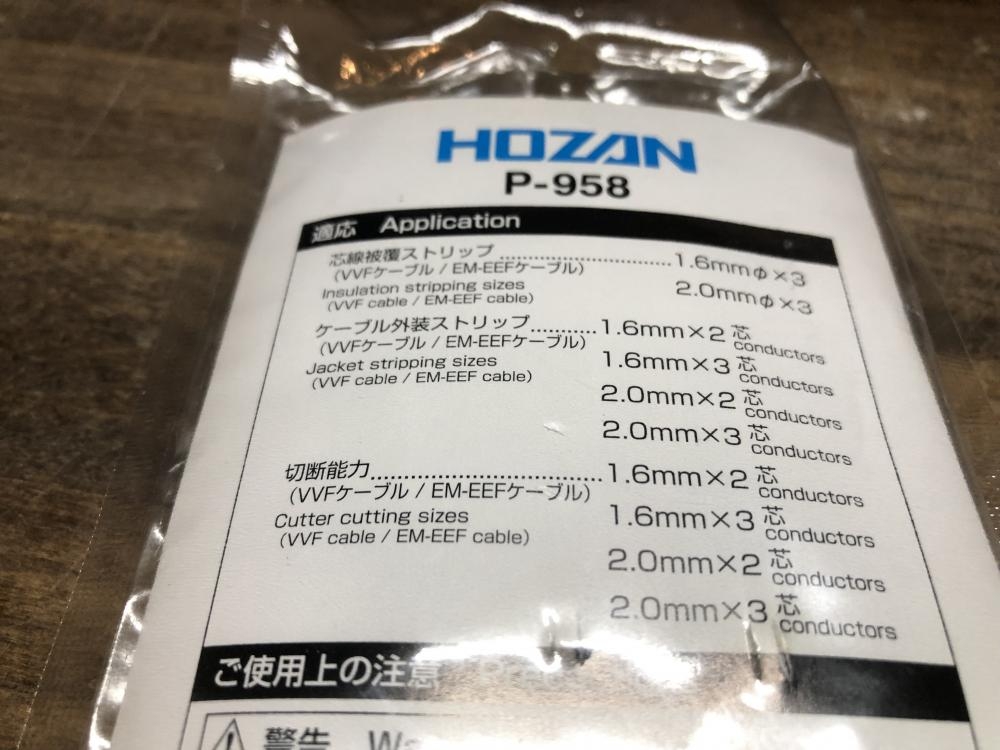 HOZAN
P-958
適応 Application
芯線被覆ストリップ ........................... 1.6mmφ×3
(VVFケーブル / EM-EEFケーブル) 2.0mmφ×3
Insulation stripping sizes
(VVF cable / EM-EEF cable)
ケーブル外装ストリップ ........... 1.6mm×2 芯 conductors
(VVFケーブル / EM-EEFケーブル) 1.6mm×3 芯 conductors
Jacket stripping sizes
(VVF cable / EM-EEF cable) 2.0mm×2 芯 conductors
2.0mm×3 芯 conductors
切断能力 .................................. 1.6mm×2 芯 conductors
(VVFケーブル / EM-EEFケーブル)
Cutter cutting sizes 1.6mm×3 芯 conductors
(VVF cable / EM-EEF cable)
2.0mm×2 芯 conductors
2.0mm×3 芯 conductors
ご使用上の注意
警告